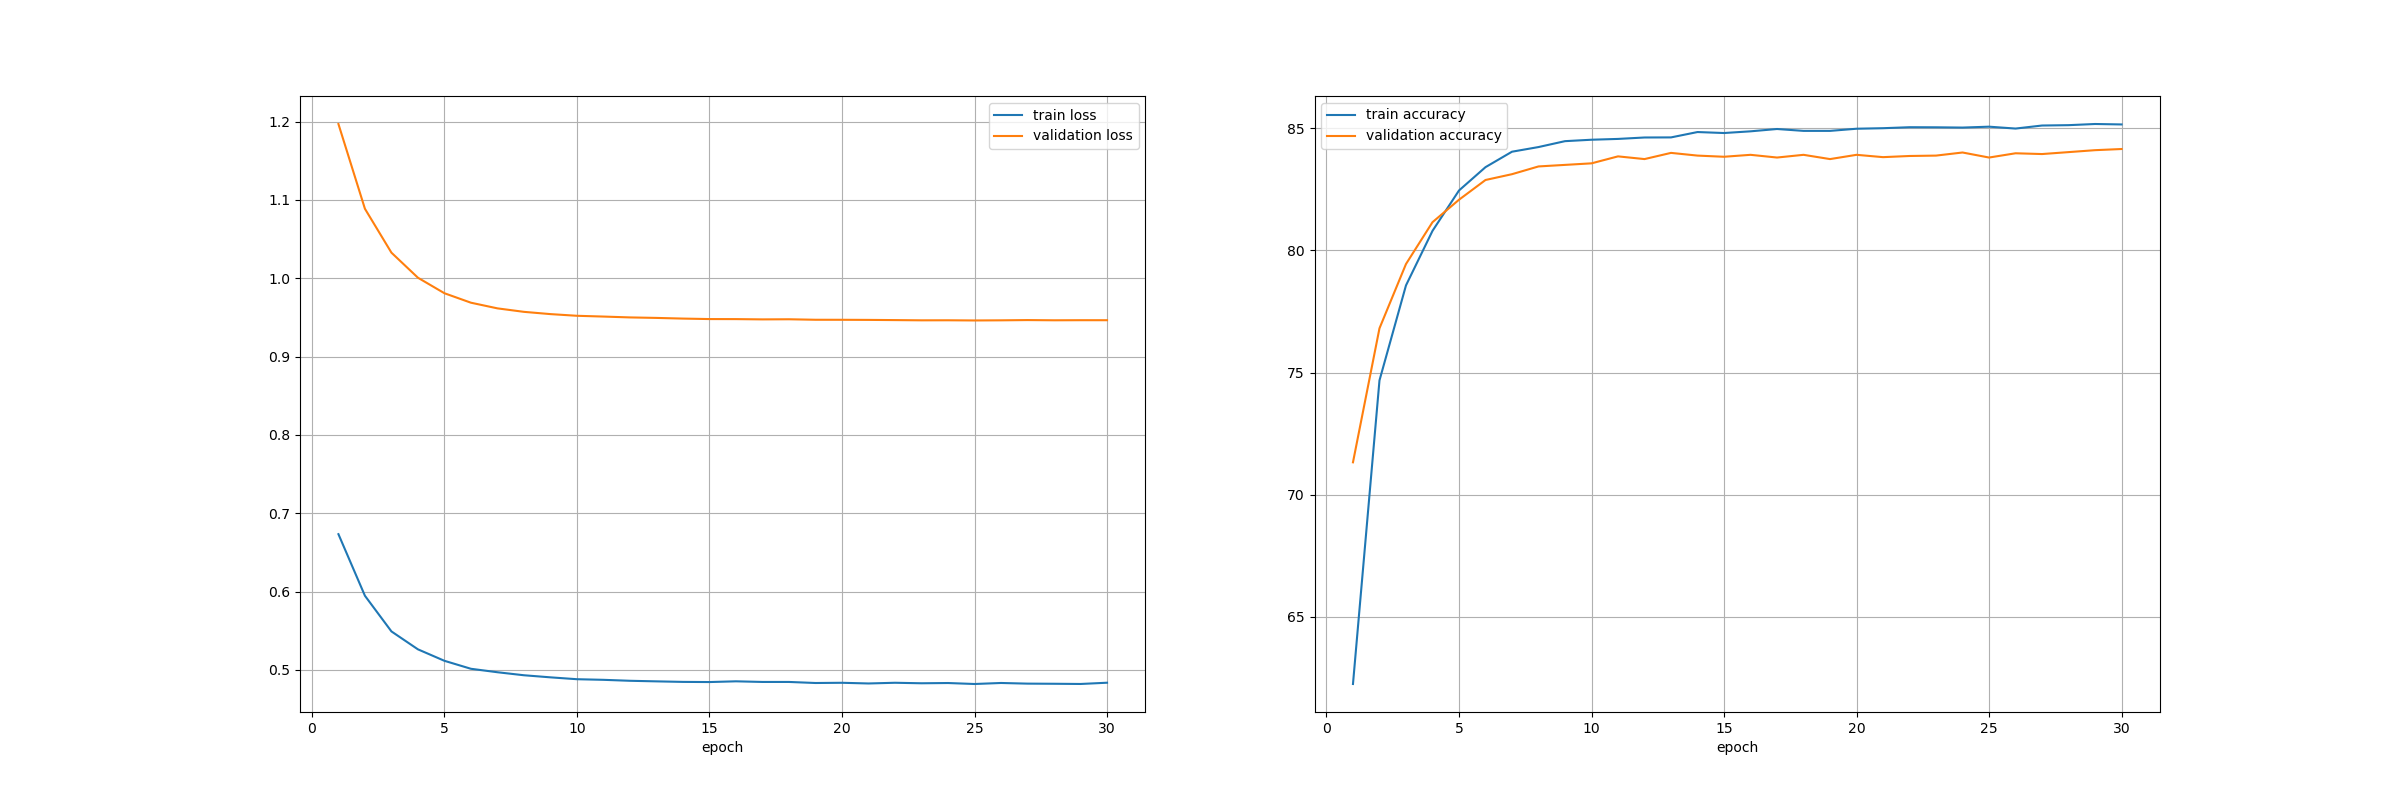 train loss
validation loss
1.2
1.1
1.0
0.9
0.8
0.7
0.6
0.5
0 5 10 15 20 25 30
epoch
train accuracy
validation accuracy
85
80
75
70
65
0 5 10 15 20 25 30
epoch